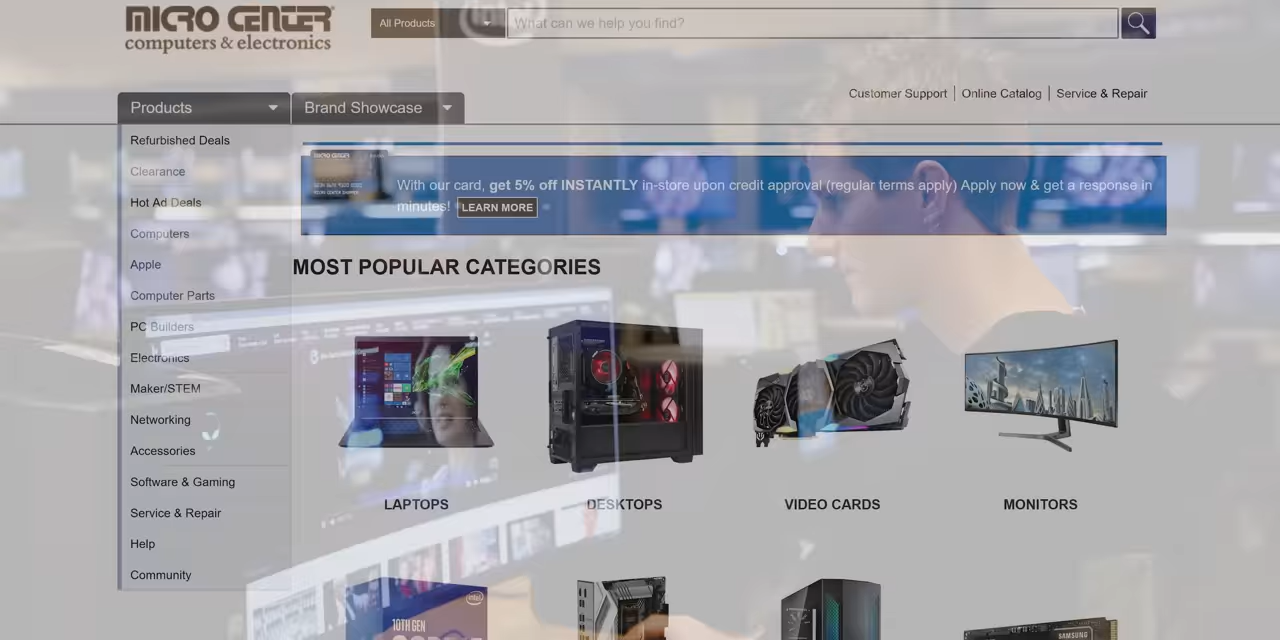 MICRO CENTER
computers & electronics
All Products
What can we help you find?
Customer Support
Online Catalog
Service & Repair
Products
Brand Showcase
Refurbished Deals
Clearance
Hot Ad Deals
Computers
Apple
Computer Parts
PC Builders
Electronics
Maker/STEM
Networking
Accessories
Software & Gaming
Service & Repair
Help
Community
MICRO CENTER
With our card, get 5% off INSTANTLY in-store upon credit approval (regular terms apply) Apply now & get a response in
minutes! LEARN MORE
MOST POPULAR CATEGORIES
LAPTOPS
DESKTOPS
VIDEO CARDS
MONITORS
intel
10TH GEN
SAMSUNG